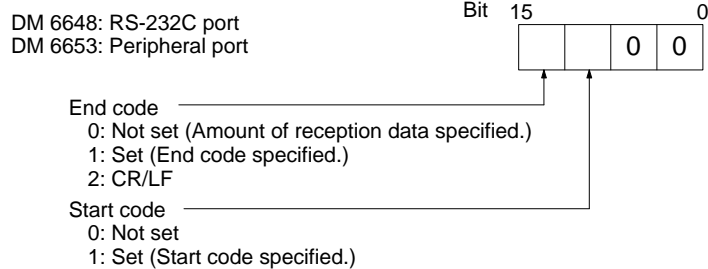 DM 6648: RS-232C port
DM 6653: Peripheral port
Bit 15 0
0 0
End code
0: Not set (Amount of reception data specified.)
1: Set (End code specified.)
2: CR/LF
Start code
0: Not set
1: Set (Start code specified.)